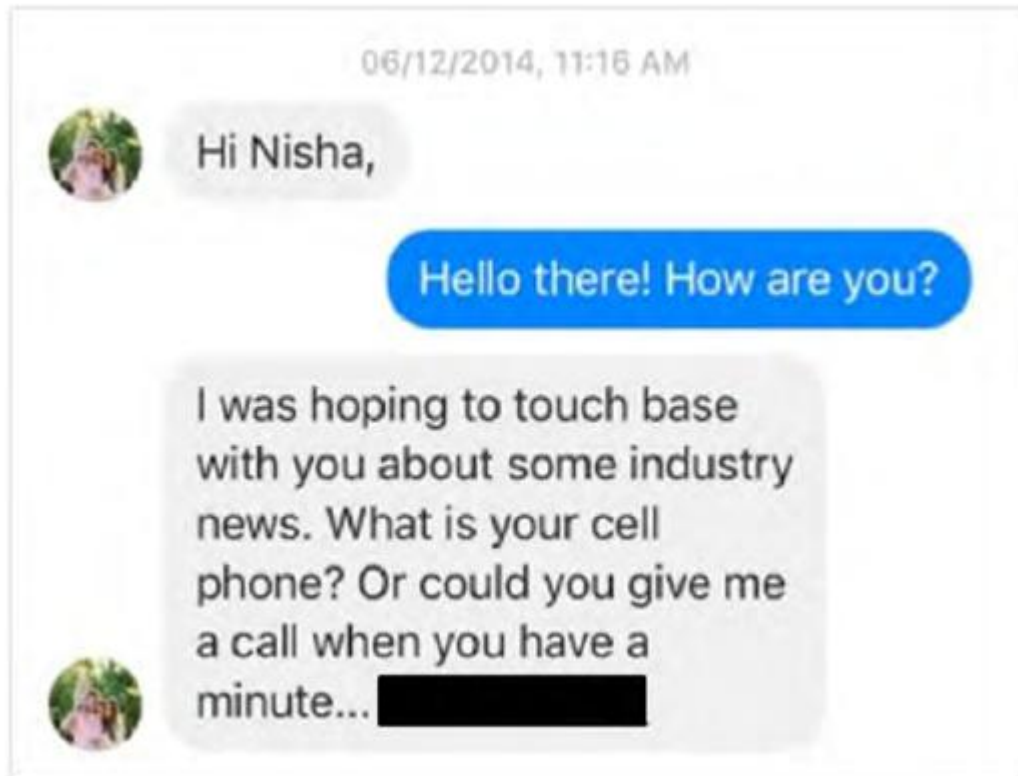 06/12/2014, 11:16 AM
Hi Nisha,
Hello there! How are you?
I was hoping to touch base
with you about some industry
news. What is your cell
phone? Or could you give me
a call when you have a
minute...